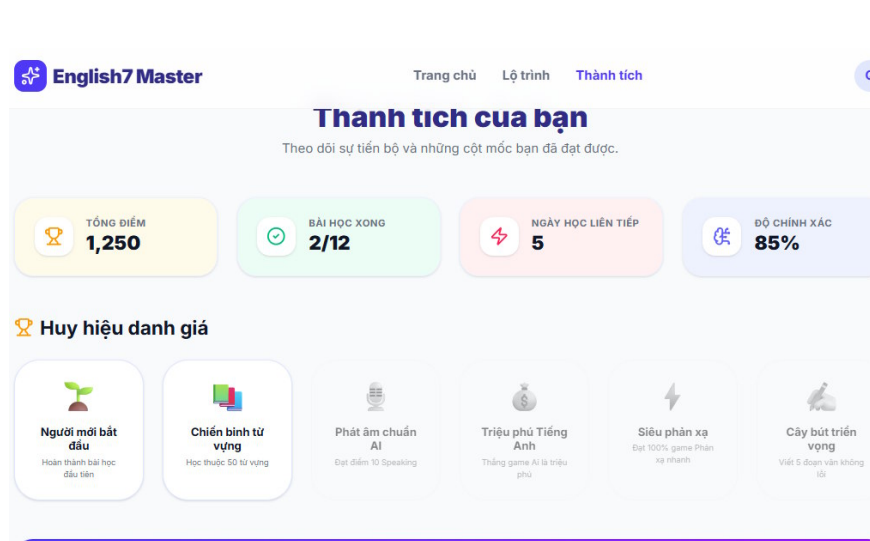 English7 Master
Trang chủ Lộ trình Thành tích
Thành tích của bạn
Theo dõi sự tiến bộ và những cột mốc bạn đã đạt được.
TỔNG ĐIỂM
1,250
BÀI HỌC XONG
2/12
NGÀY HỌC LIÊN TIẾP
5
ĐỘ CHÍNH XÁC
85%
Huy hiệu danh giá
Người mới bắt
đầu
Hoàn thành bài học
đầu tiên
Chiến binh từ
vựng
Học thuộc 50 từ vựng
Phát âm chuẩn
AI
Đạt điểm 10 Speaking
Triệu phú Tiếng
Anh
Thắng game Ai là triệu
phú
Siêu phản xạ
Đạt 100% game Phản
xạ nhanh
Cây bút triển
vọng
Viết 5 đoạn văn không
lỗi